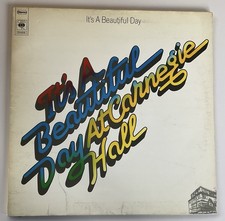 It's A Beautiful Day
It's A
Beautiful
Day At Carnegie
Hall